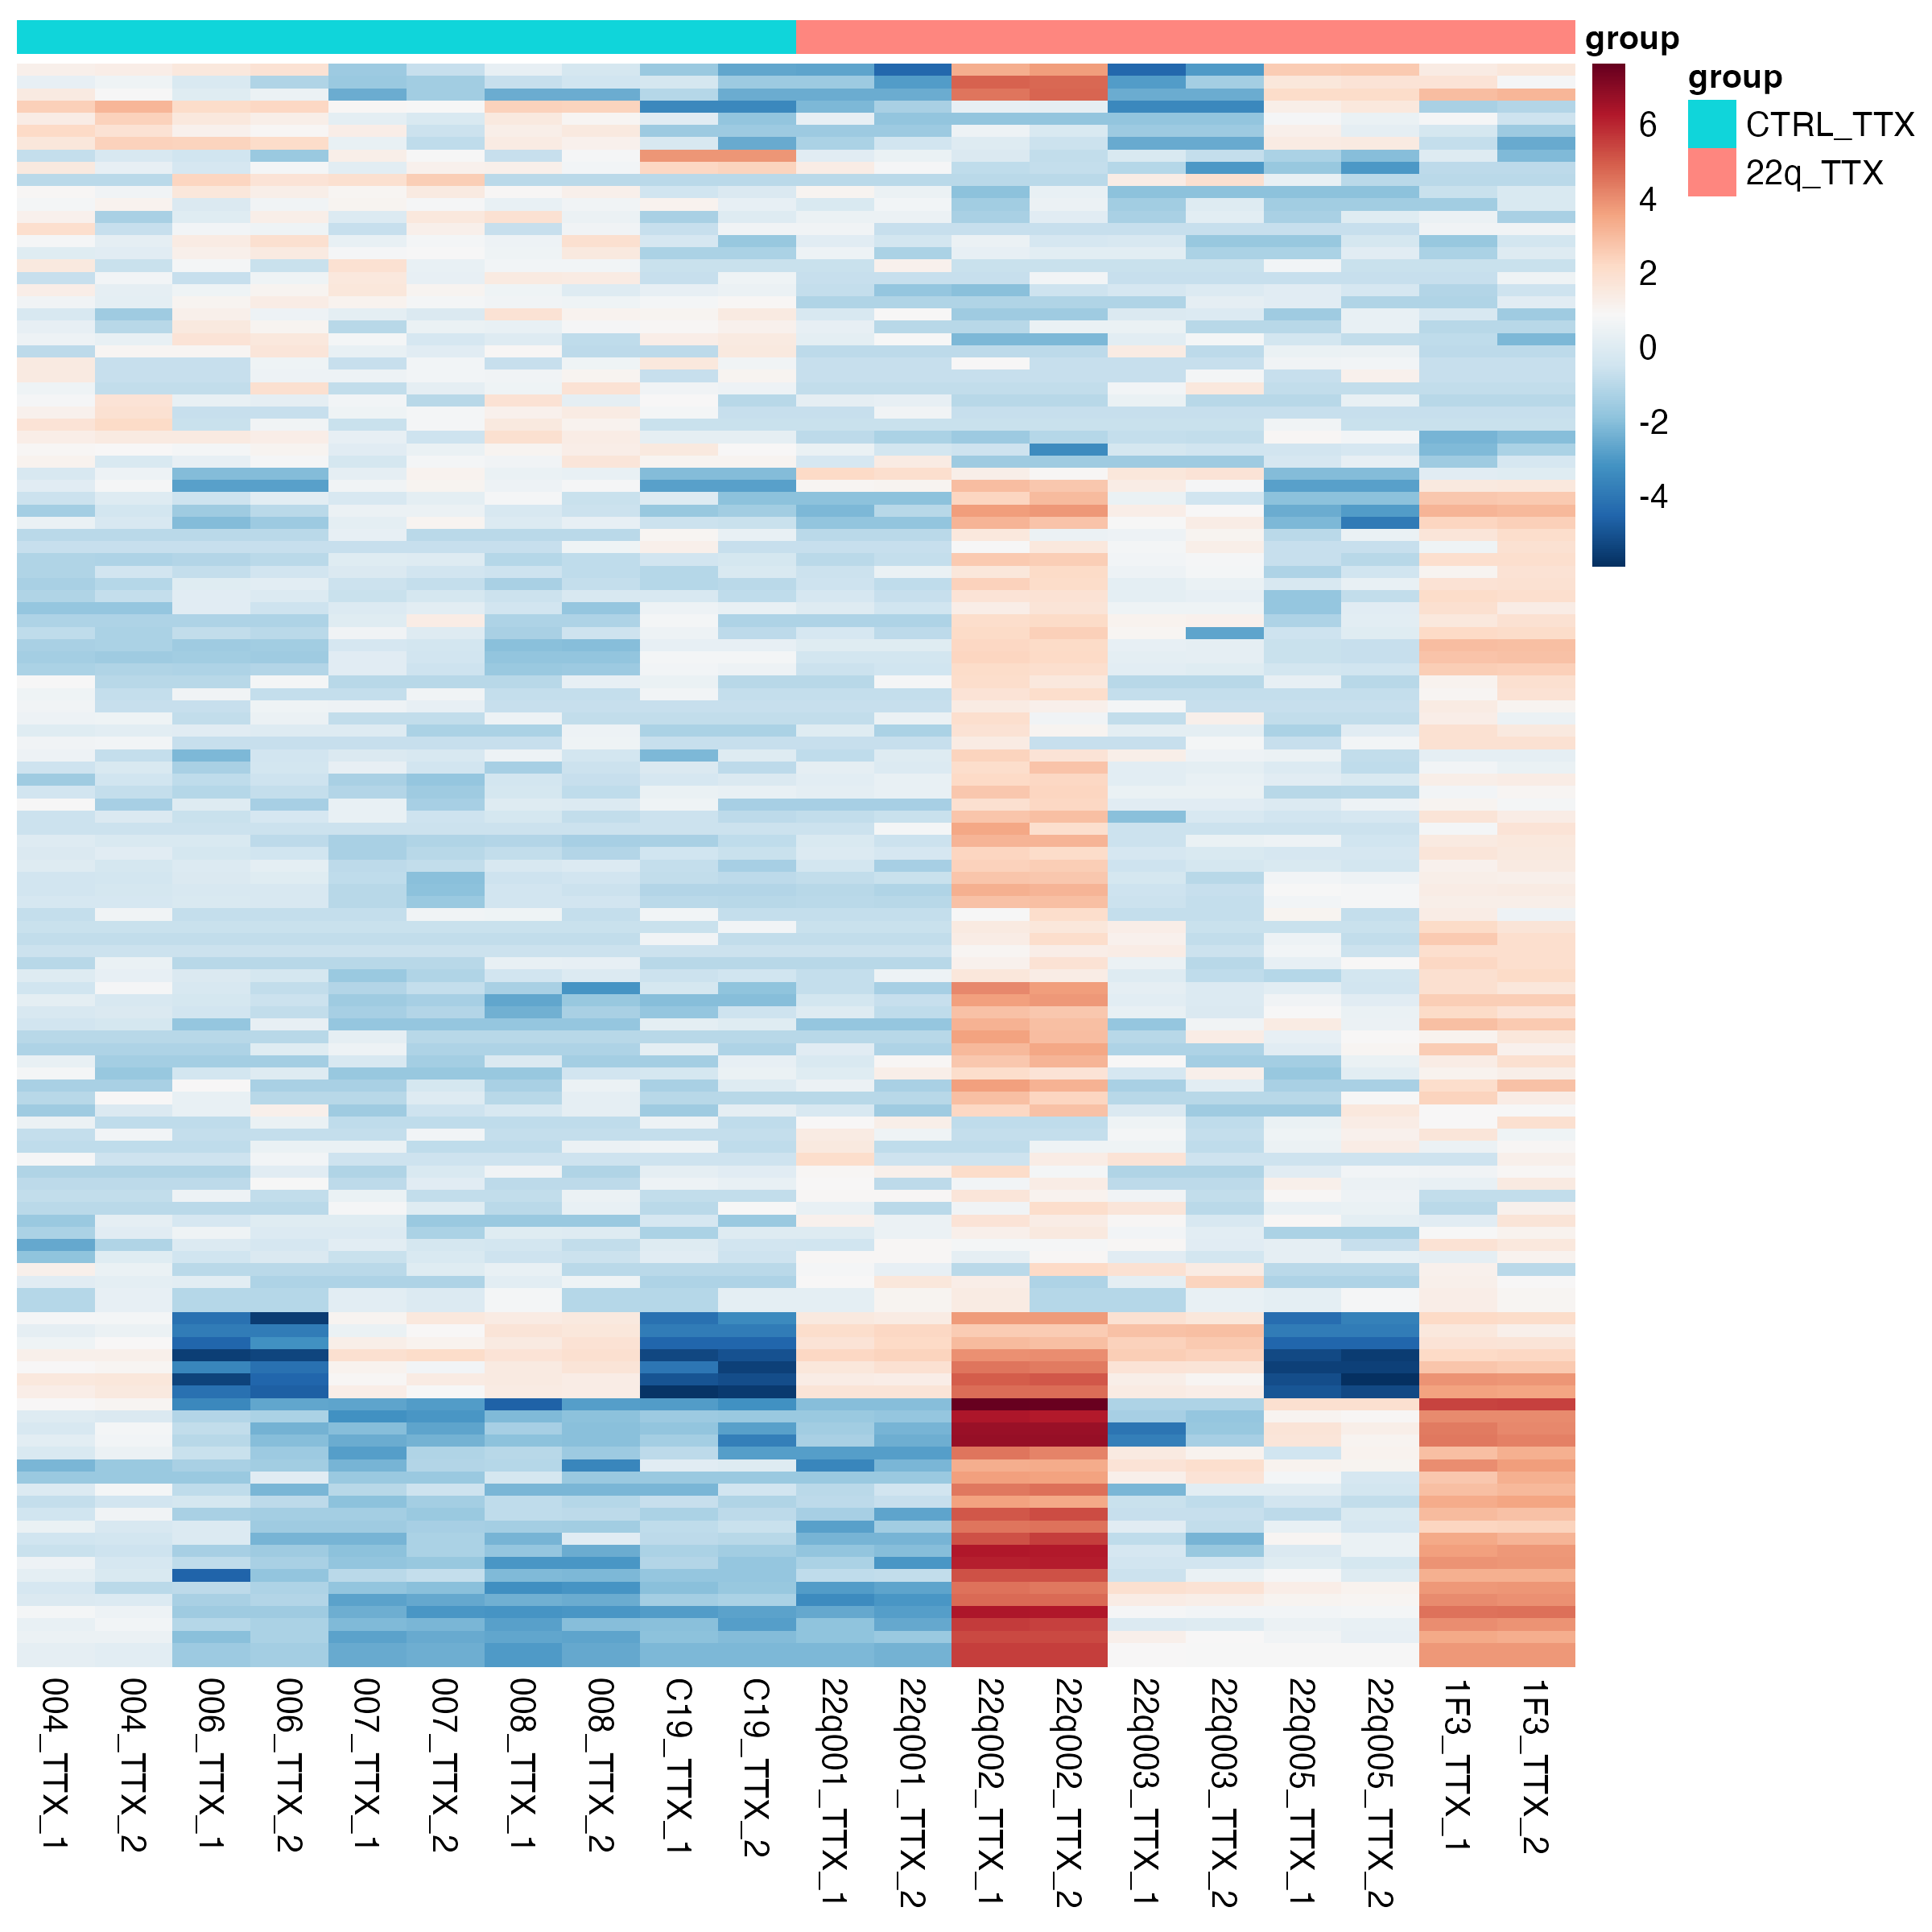 group
group
CTRL_TTX
22q_TTX
6
4
2
0
-2
-4
004_TTX_1
004_TTX_2
006_TTX_1
006_TTX_2
007_TTX_1
007_TTX_2
008_TTX_1
008_TTX_2
C19_TTX_1
C19_TTX_2
22q001_TTX_1
22q001_TTX_2
22q002_TTX_1
22q002_TTX_2
22q003_TTX_1
22q003_TTX_2
22q005_TTX_1
22q005_TTX_2
1F3_TTX_1
1F3_TTX_2